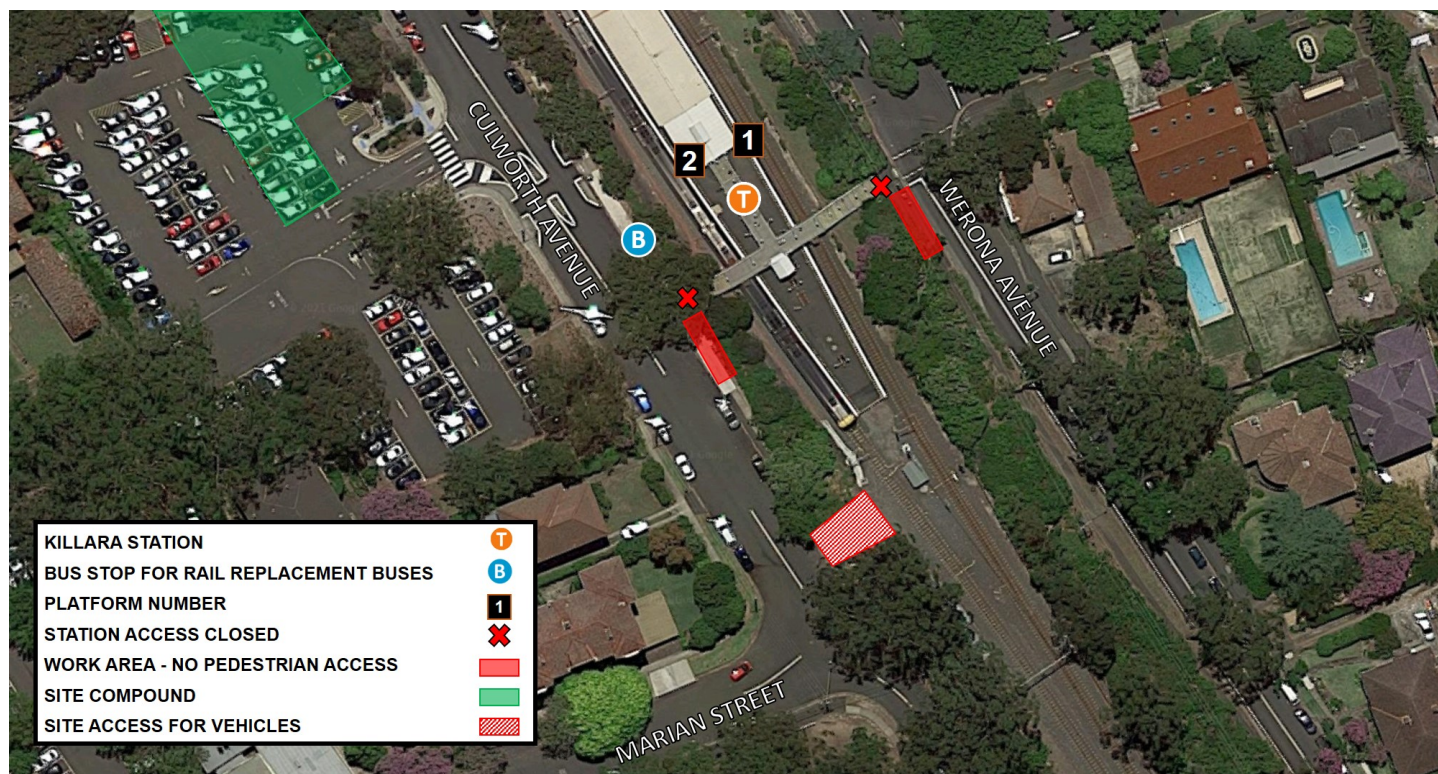 CULWORTH AVENUE
1
2
T
B
WERONA AVENUE
KILLARA STATION T
BUS STOP FOR RAIL REPLACEMENT BUSES B
PLATFORM NUMBER 1
STATION ACCESS CLOSED
WORK AREA - NO PEDESTRIAN ACCESS
SITE COMPOUND
SITE ACCESS FOR VEHICLES
MARIAN STREET